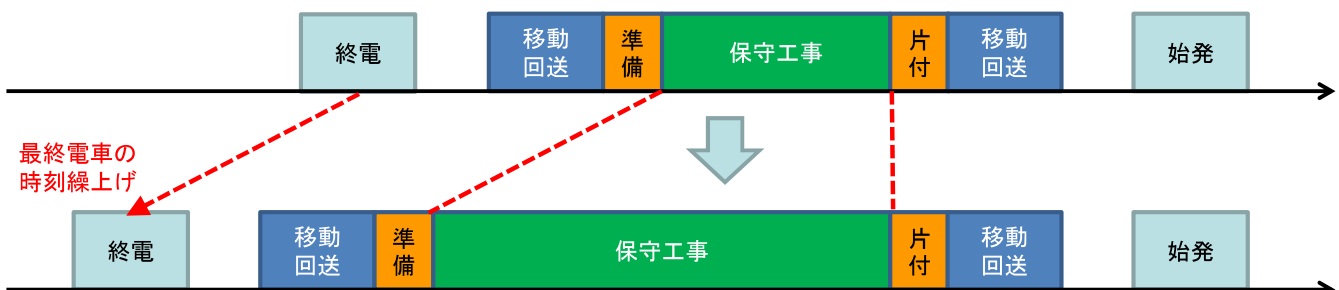 終電
移動
回送
準
備
保守工事
片
付
移動
回送
始発
最終電車の
時刻繰上げ
終電
移動
回送
準
備
保守工事
片
付
移動
回送
始発